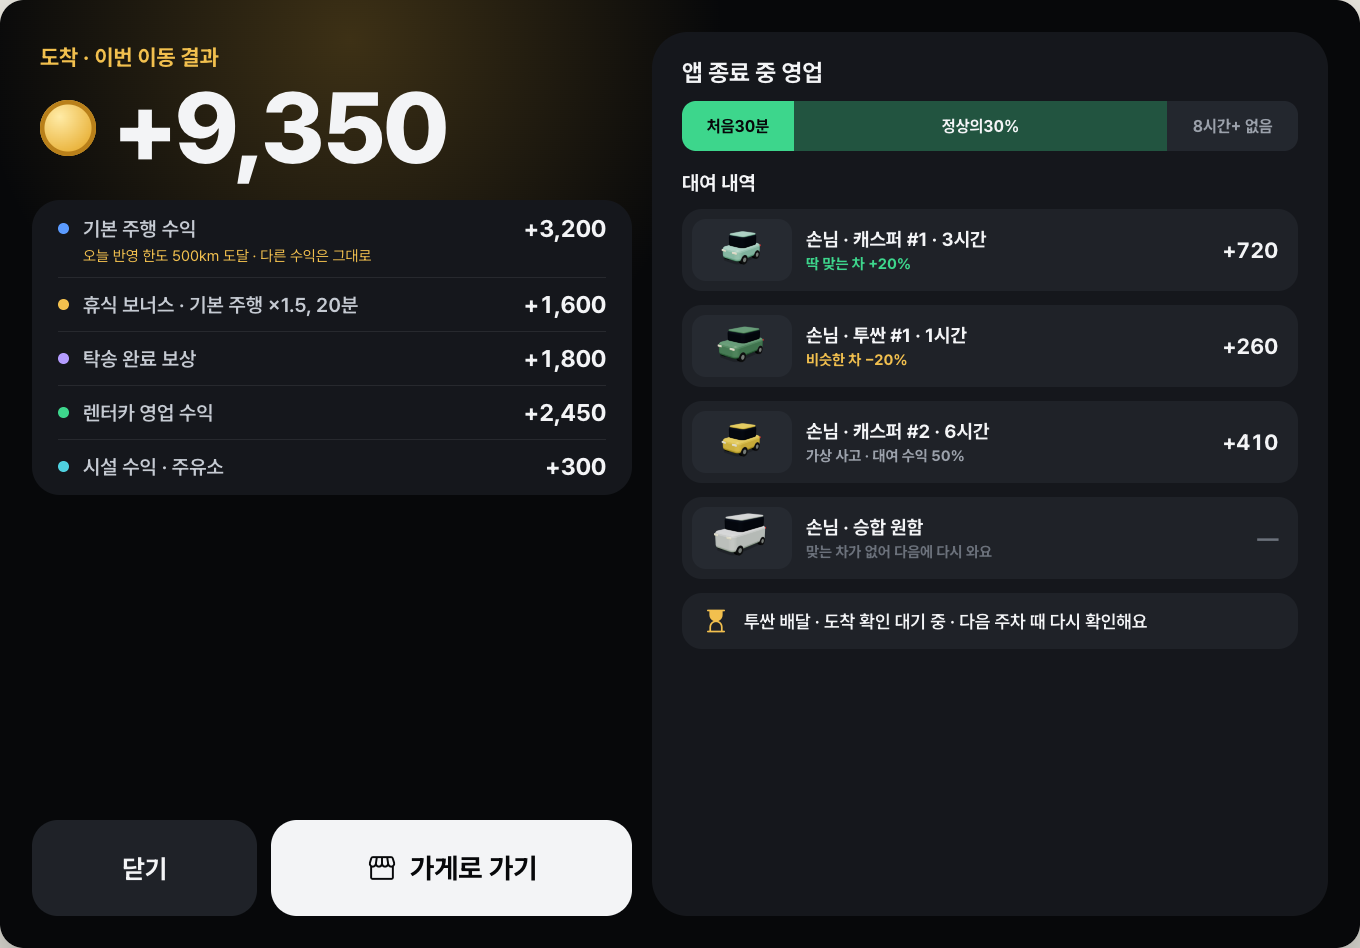 도착 · 이번 이동 결과
+9,350
기본 주행 수익 +3,200
오늘 반영 한도 500km 도달 · 다른 수익은 그대로
휴식 보너스 · 기본 주행 ×1.5, 20분 +1,600
탁송 완료 보상 +1,800
렌터카 영업 수익 +2,450
시설 수익 · 주유소 +300
닫기
가게로 가기
앱 종료 중 영업
처음30분 정상의30% 8시간+ 없음
대여 내역
손님 · 캐스퍼 #1 · 3시간 +720
딱 맞는 차 +20%
손님 · 투싼 #1 · 1시간 +260
비슷한 차 −20%
손님 · 캐스퍼 #2 · 6시간 +410
가상 사고 · 대여 수익 50%
손님 · 승합 원함 —
맞는 차가 없어 다음에 다시 와요
투싼 배달 · 도착 확인 대기 중 · 다음 주차 때 다시 확인해요